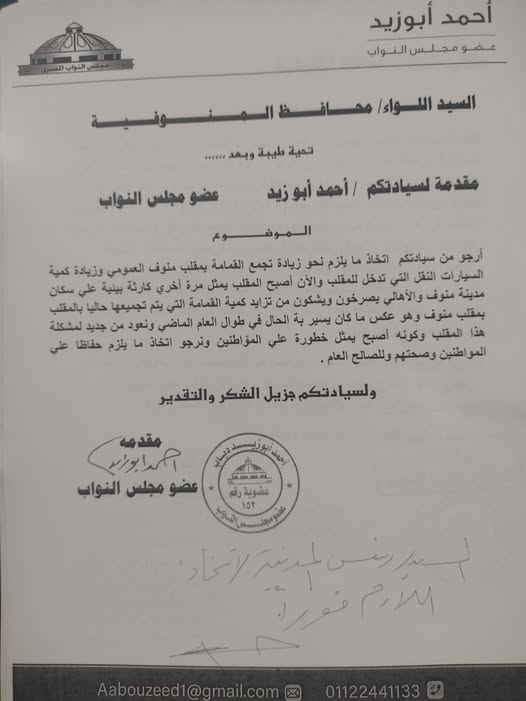 أحمد أبوزيد
عضو مجلس النواب
مجلس النواب المصري
السيد اللواء/ محافظ المنوفية
تحية طيبة وبعد ،،،،،،
مقدمة لسيادتكم / أحمد أبو زيد عضو مجلس النواب
الموضوع
أرجو من سيادتكم اتخاذ ما يلزم نحو زيادة تجمع القمامة بمقلب منوف العمومي وزيادة كمية
السيارات النقل التي تدخل للمقلب والآن أصبح المقلب يمثل مرة أخري كارثة بيئية علي سكان
مدينة منوف والأهالي يصرخون ويشكون من تزايد كمية القمامة التي يتم تجميعها حاليا بالمقلب
بمقلب منوف وهو عكس ما كان يسير بة الحال في طوال العام الماضي ونعود من جديد لمشكلة
هذا المقلب وكونه أصبح يمثل خطورة علي المؤاطنين ونرجو اتخاذ ما يلزم حفاظا علي
المواطنين وصحتهم وللصالح العام .
ولسيادتكم جزيل الشكر والتقدير
مقدمه
احمد ابوزيد
عضو مجلس النواب
أحمد أبوزيد دياب
عضوية رقم
١٥٢
عضو مجلس النواب
السيد/ رئيس المدينة لاتخاذ
اللازم فورا
Aabouzeed1@gmail.com 01122441133